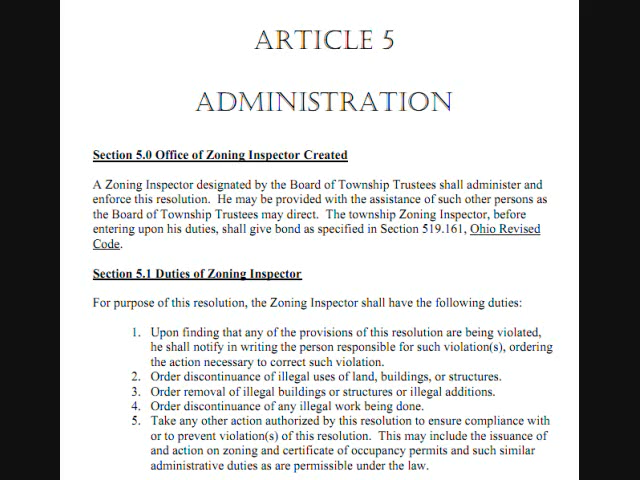 ARTICLE 5
ADMINISTRATION
Section 5.0 Office of Zoning Inspector Created
A Zoning Inspector designated by the Board of Township Trustees shall administer and
enforce this resolution.  He may be provided with the assistance of such other persons as
the Board of Township Trustees may direct.  The township Zoning Inspector, before
entering upon his duties, shall give bond as specified in Section 519.161, Ohio Revised
Code.
Section 5.1 Duties of Zoning Inspector
For purpose of this resolution, the Zoning Inspector shall have the following duties:
1. Upon finding that any of the provisions of this resolution are being violated,
he shall notify in writing the person responsible for such violation(s), ordering
the action necessary to correct such violation.
2. Order discontinuance of illegal uses of land, buildings, or structures.
3. Order removal of illegal buildings or structures or illegal additions.
4. Order discontinuance of any illegal work being done.
5. Take any other action authorized by this resolution to ensure compliance with
or to prevent violation(s) of this resolution.  This may include the issuance of
and action on zoning and certificate of occupancy permits and such similar
administrative duties as are permissible under the law.